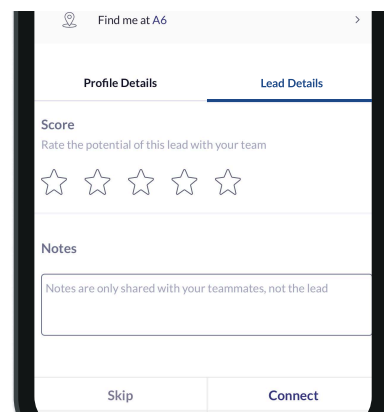 Find me at A6
Profile Details Lead Details
Score
Rate the potential of this lead with your team
Notes
Notes are only shared with your teammates, not the lead
Skip Connect